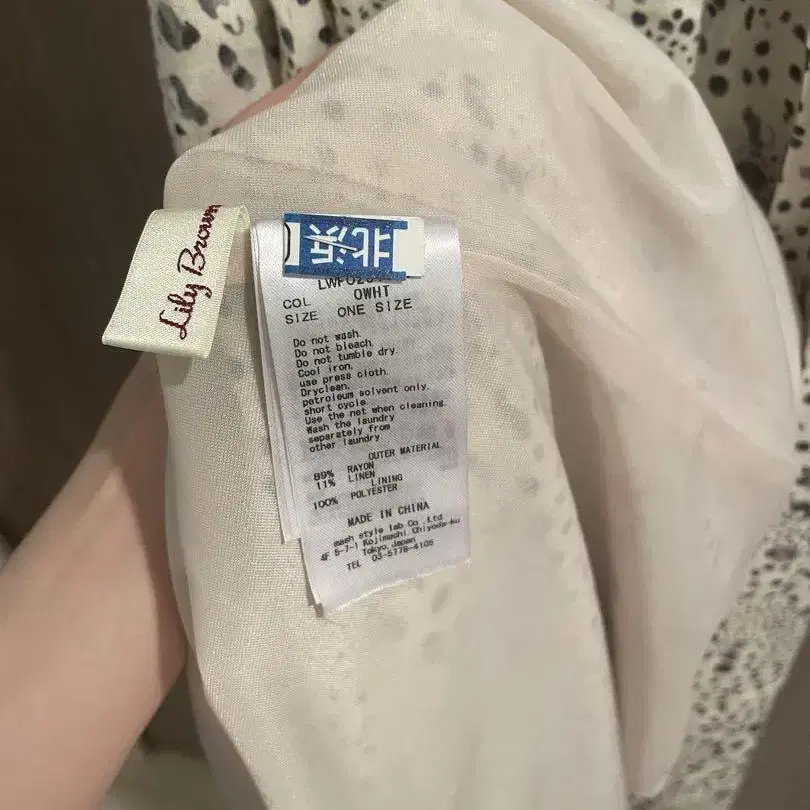 Lily Brown
北浜
COL OWHT
SIZE ONE SIZE
Do not wash.
Do not bleach.
Do not tumble dry
Cool iron.
use press cloth.
Dryclean.
petroleum solvent only.
short cycle
Use the net when cleaning.
Wash the laundry
separately from
other laundry
OUTER MATERIAL
89% RAYON
11% LINEN
LINING
100% POLYESTER
MADE IN CHINA
mash style lab Co.,Ltd
4F 5-7-1 Kojimachi,Chiyoda-ku
Tokyo,Japan
TEL 03-5778-4105